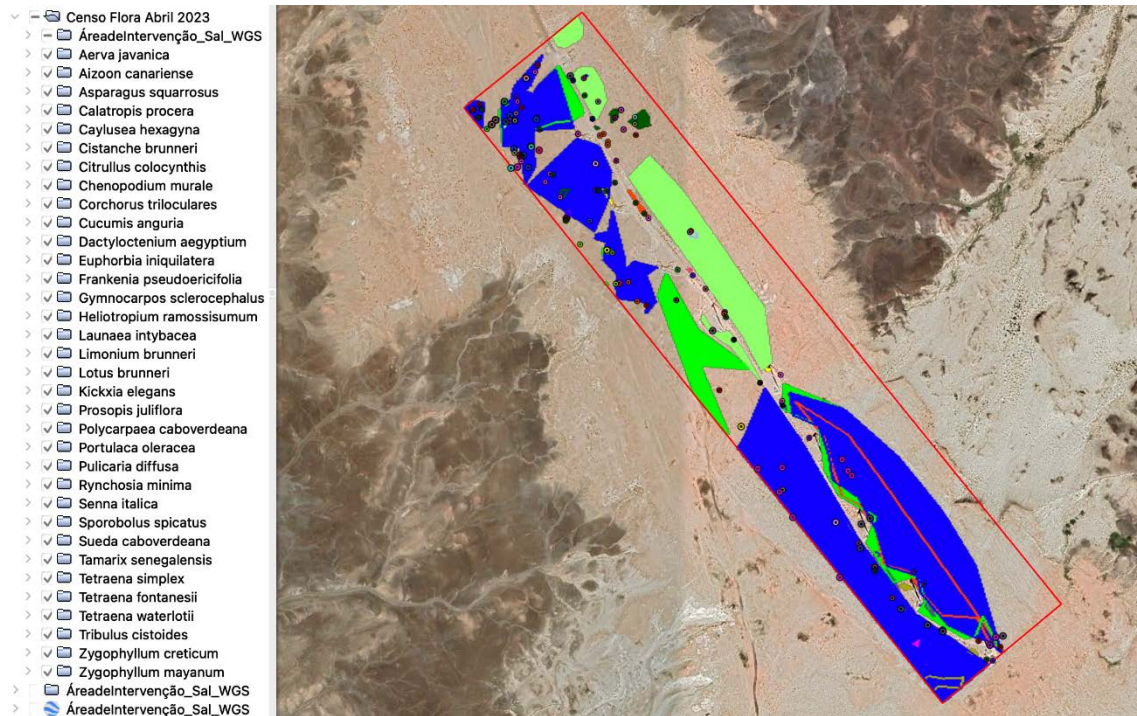 Censo Flora Abril 2023
ÁreadeIntervenção_Sal_WGS
Aerva javanica
Aizoon canariense
Asparagus squarrosus
Calatropis procera
Caylusea hexagyna
Cistanche brunneri
Citrullus colocynthis
Chenopodium murale
Corchorus triloculares
Cucumis anguria
Dactyloctenium aegyptium
Euphorbia iniquilatera
Frankenia pseudoericifolia
Gymnocarpos sclerocephalus
Heliotropium ramossisumum
Launaea intybacea
Limonium brunneri
Lotus brunneri
Kickxia elegans
Prosopis juliflora
Polycarpaea caboverdeana
Portulaca oleracea
Pulicaria diffusa
Rynchosia minima
Senna italica
Sporobolus spicatus
Sueda caboverdeana
Tamarix senegalensis
Tetraena simplex
Tetraena fontanesii
Tetraena waterlotii
Tribulus cistoides
Zygophyllum creticum
Zygophyllum mayanum
ÁreadeIntervenção_Sal_WGS
ÁreadeIntervenção_Sal_WGS